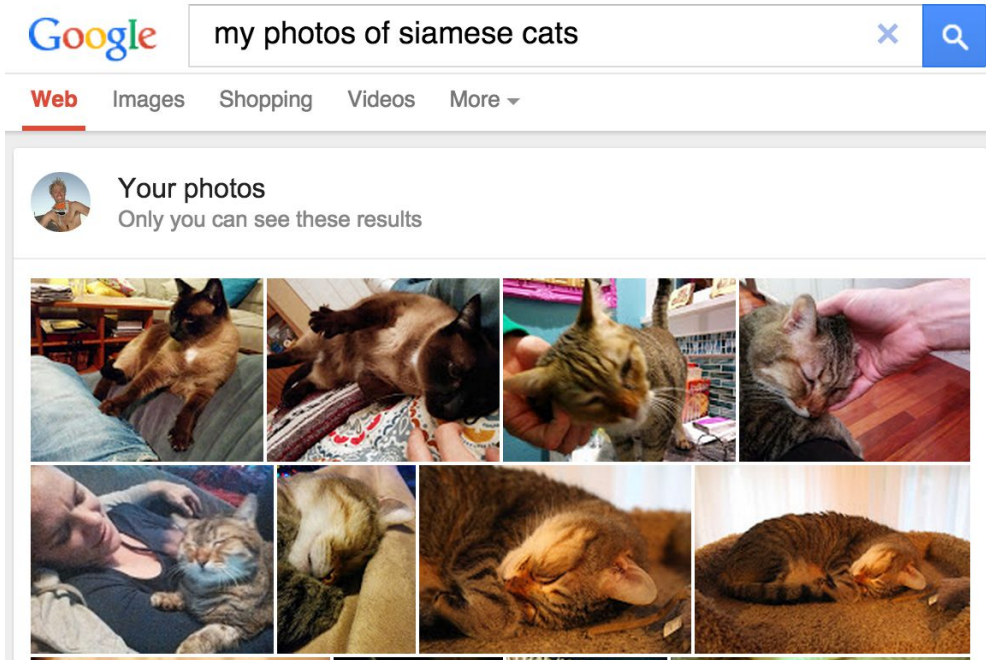 Google
my photos of siamese cats
Web Images Shopping Videos More
Your photos
Only you can see these results